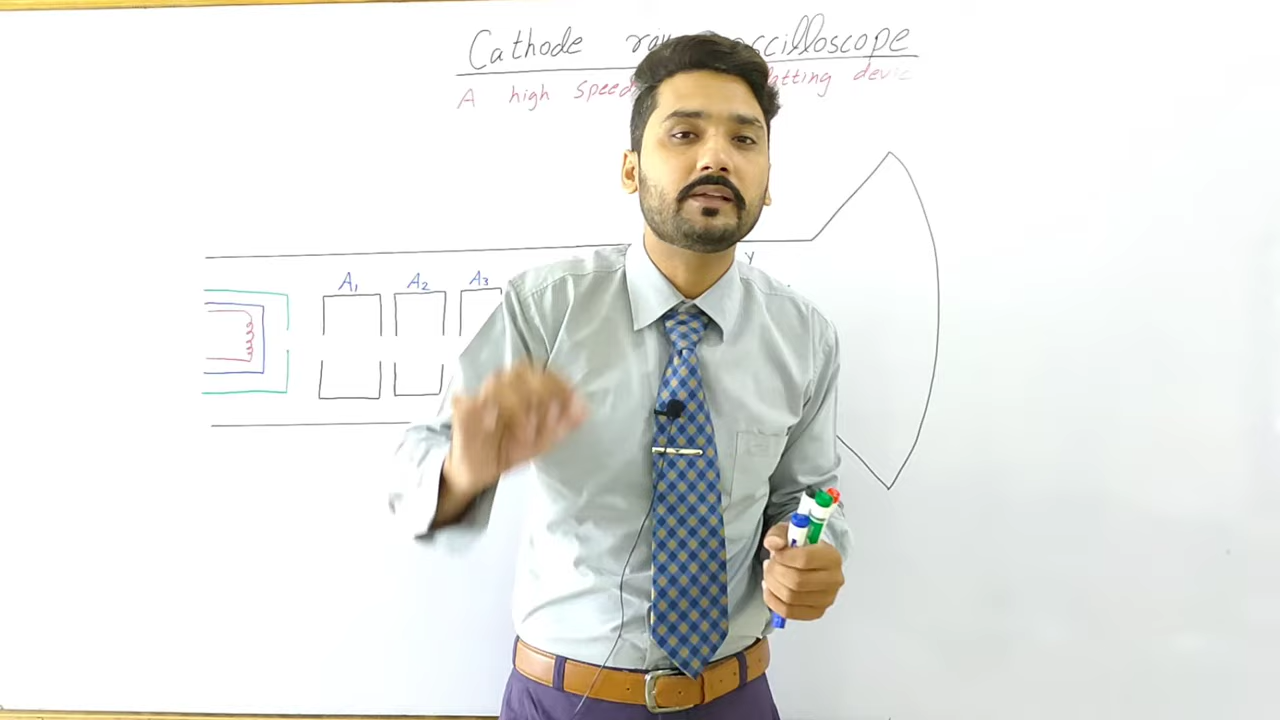 Cathode ray oscilloscope
A high speed
A₁ A₂ A₃
y